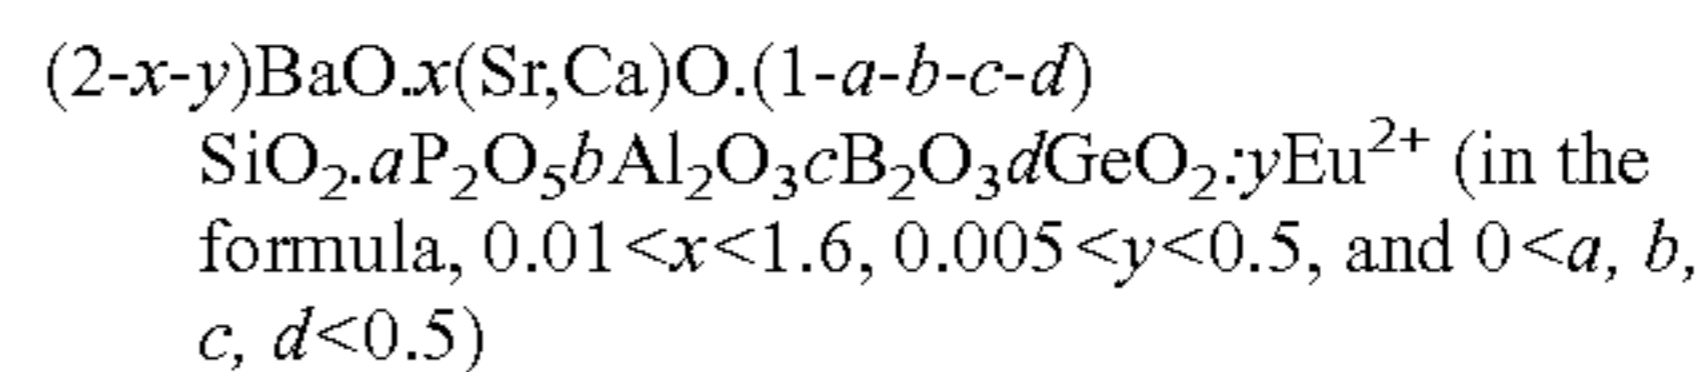 (2-x-y)BaO.x(Sr,Ca)O.(1-a-b-c-d)
SiO₂.aP₂O₅bAl₂O₃cB₂O₃dGeO₂:yEu²⁺ (in the
formula, 0.01<x<1.6, 0.005<y<0.5, and 0<a, b,
c, d<0.5)